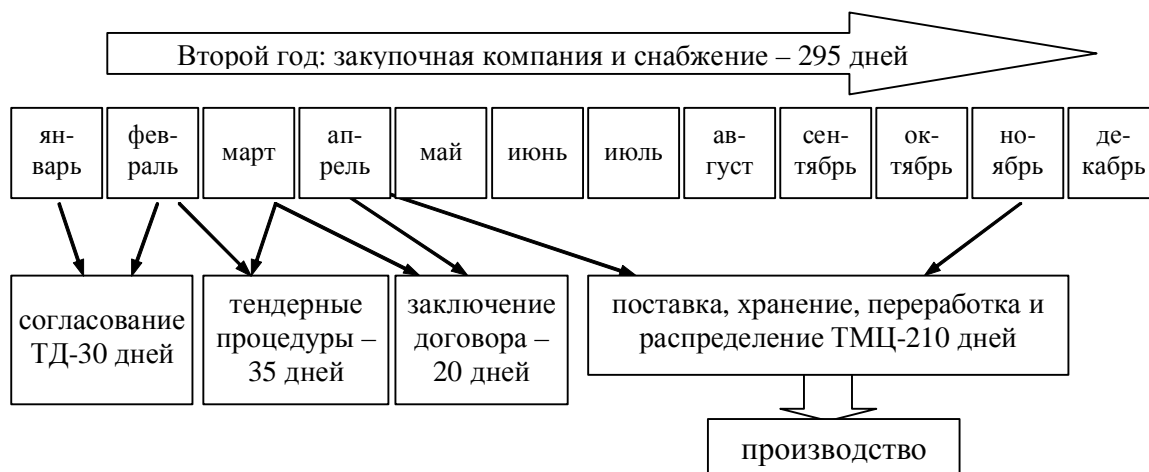 Второй год: закупочная компания и снабжение – 295 дней
ян-
варь
фев-
раль
март
ап-
рель
май
июнь
июль
ав-
густ
сен-
тябрь
ок-
тябрь
но-
ябрь
де-
кабрь
согласование
ТД-30 дней
тендерные
процедуры –
35 дней
заключение
договора –
20 дней
поставка, хранение, переработка и
распределение ТМЦ-210 дней
производство